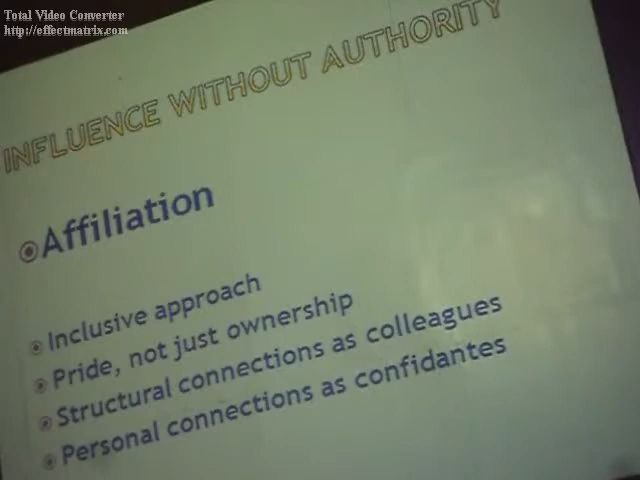 Total Video Converter
http://effectmatrix.com
INFLUENCE WITHOUT AUTHORITY
Affiliation
Inclusive approach
Pride, not just ownership
Structural connections as colleagues
Personal connections as confidantes